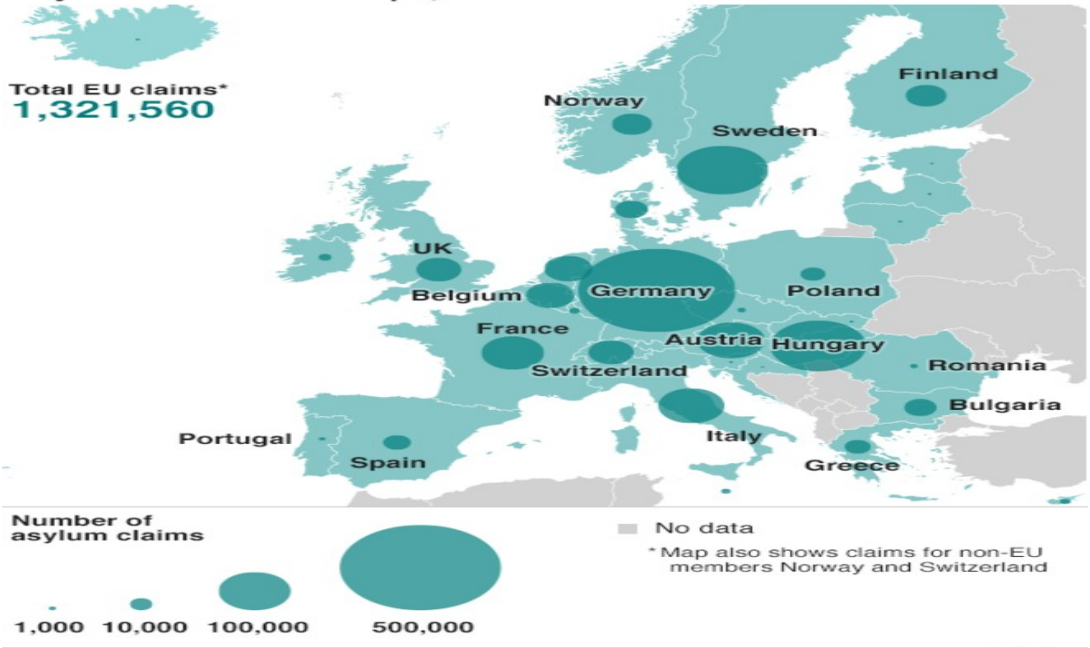 Total EU claims*
1,321,560
Finland
Norway
Sweden
UK
Belgium
Germany
Poland
France
Austria
Hungary
Switzerland
Romania
Bulgaria
Portugal
Italy
Spain
Greece
Number of
asylum claims
No data
*Map also shows claims for non-EU
members Norway and Switzerland
1,000 10,000 100,000 500,000